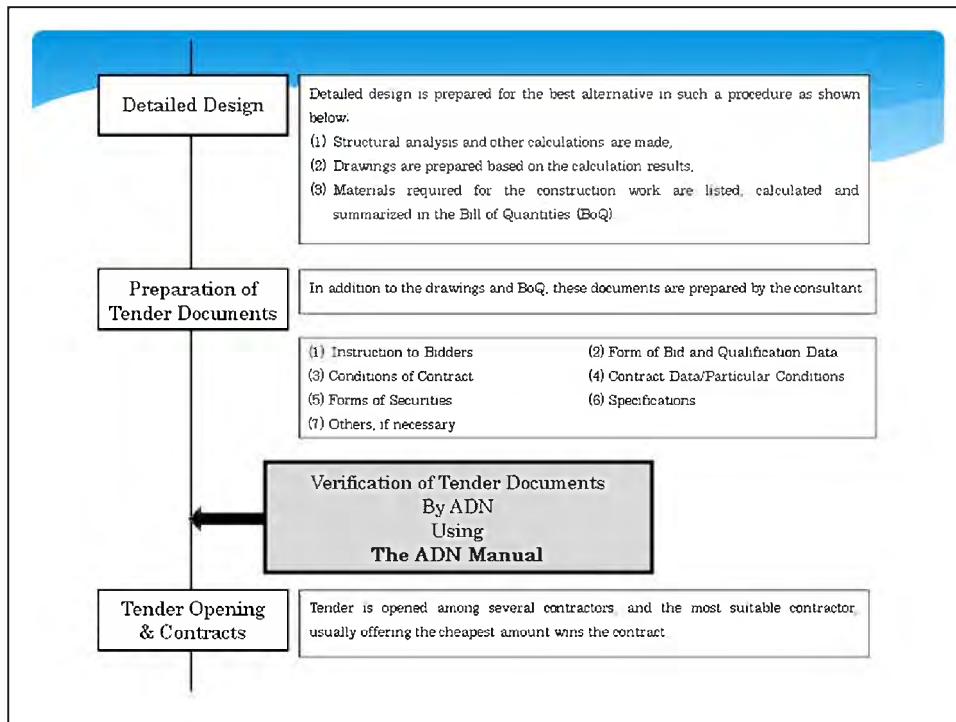 Detailed Design
Detailed design is prepared for the best alternative in such a procedure as shown
below:
(1) Structural analysis and other calculations are made,
(2) Drawings are prepared based on the calculation results,
(3) Materials required for the construction work are listed, calculated and
summarized in the Bill of Quantities (BoQ)
Preparation of
Tender Documents
In addition to the drawings and BoQ, these documents are prepared by the consultant
(1) Instruction to Bidders
(2) Form of Bid and Qualification Data
(3) Conditions of Contract
(4) Contract Data/Particular Conditions
(5) Forms of Securities
(6) Specifications
(7) Others, if necessary
Verification of Tender Documents
By ADN
Using
The ADN Manual
Tender Opening
& Contracts
Tender is opened among several contractors, and the most suitable contractor,
usually offering the cheapest amount wins the contract